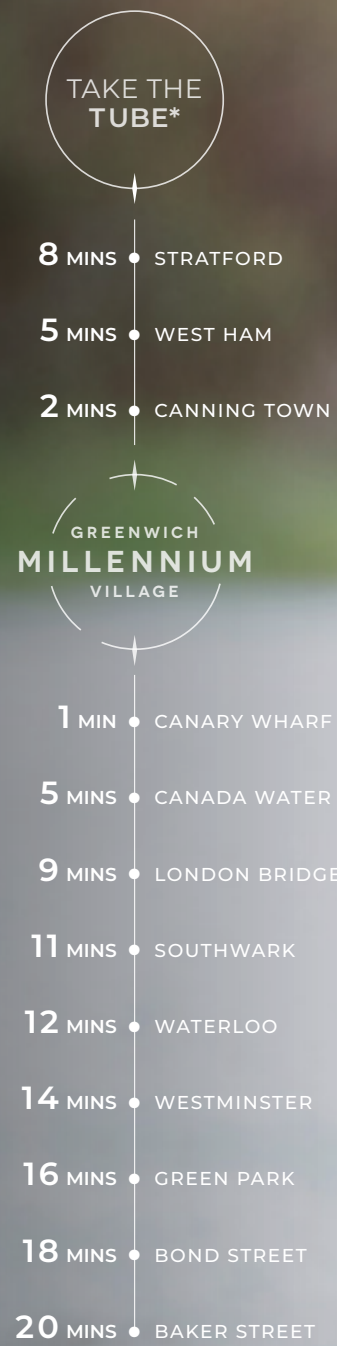 TAKE THE
TUBE*
8 MINS STRATFORD
5 MINS WEST HAM
2 MINS CANNING TOWN
GREENWICH
MILLENNIUM
VILLAGE
1 MIN CANARY WHARF
5 MINS CANADA WATER
9 MINS LONDON BRIDGE
11 MINS SOUTHWARK
12 MINS WATERLOO
14 MINS WESTMINSTER
16 MINS GREEN PARK
18 MINS BOND STREET
20 MINS BAKER STREET